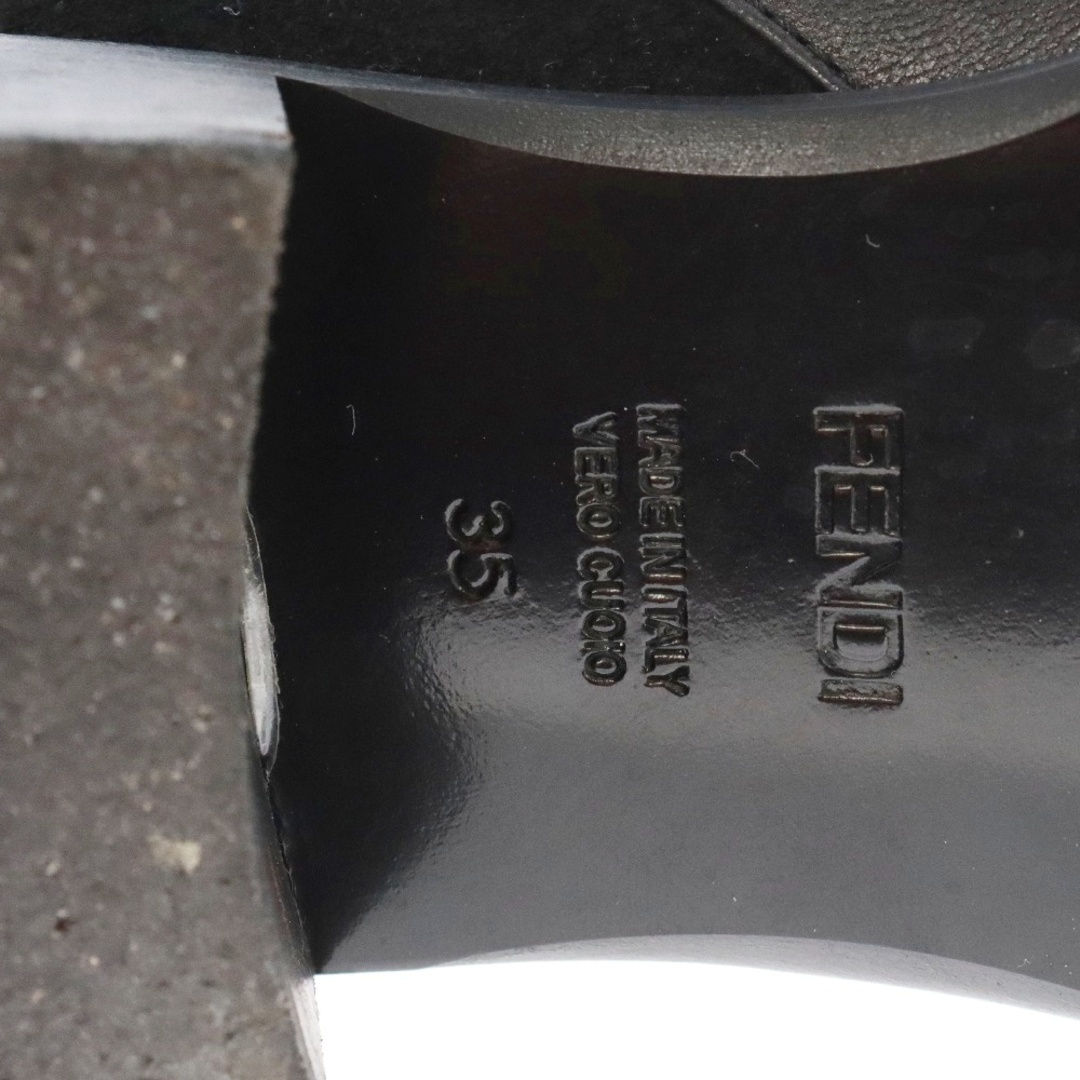 FENDI
MADE IN ITALY
VERO CUOIO
35